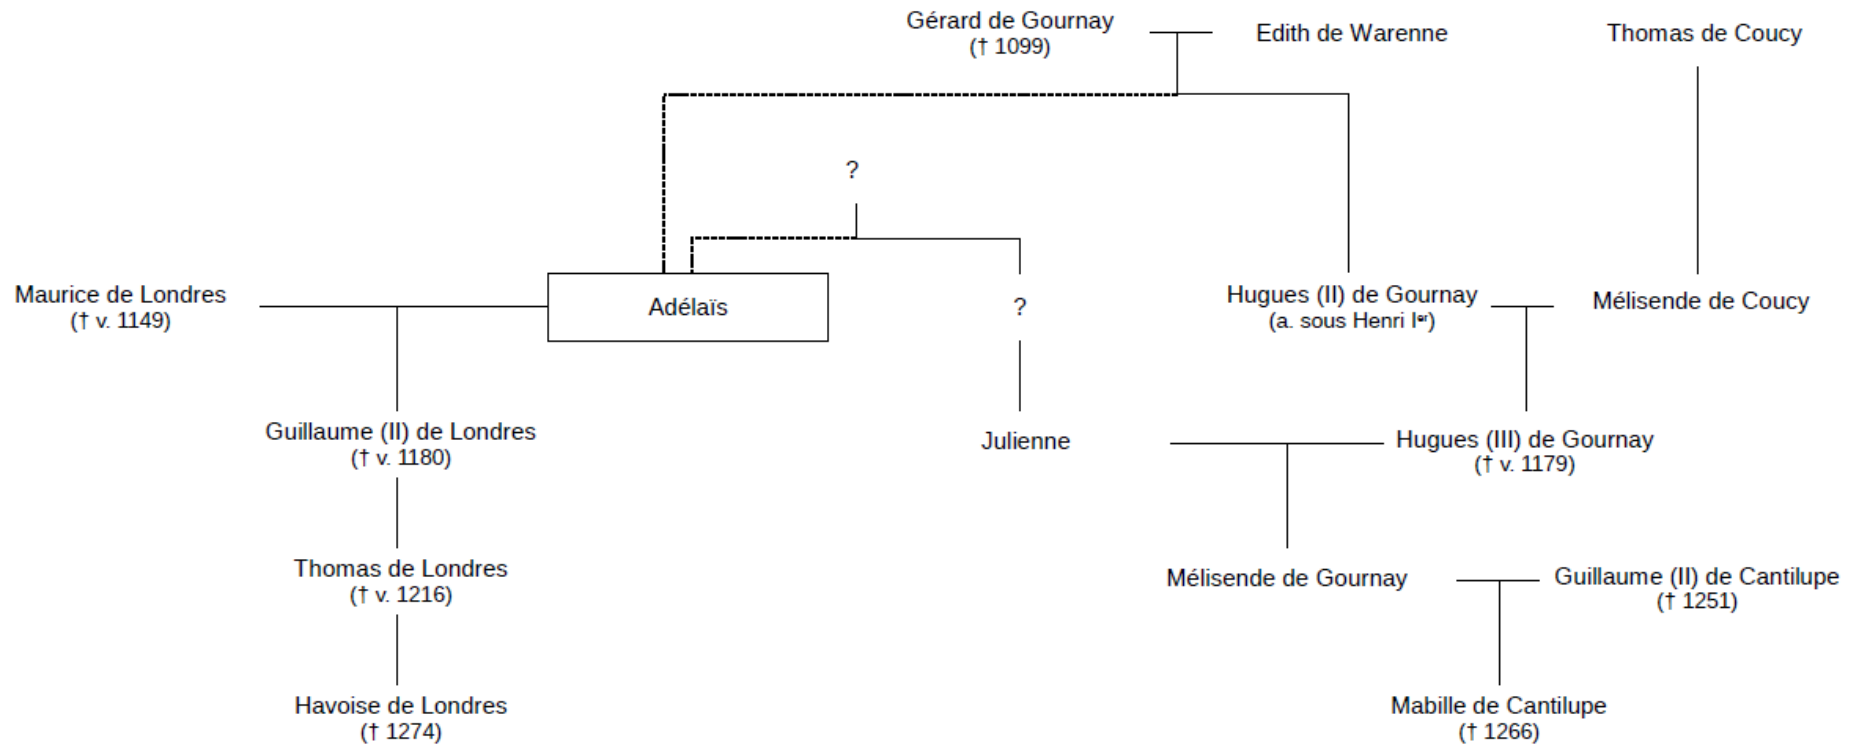 Gérard de Gournay
(† 1099)
Edith de Warenne
Thomas de Coucy
?
Maurice de Londres
(† v. 1149)
Adélaïs
?
Hugues (II) de Gournay
(a. sous Henri Iᵉʳ)
Mélisende de Coucy
Guillaume (II) de Londres
(† v. 1180)
Julienne
Hugues (III) de Gournay
(† v. 1179)
Thomas de Londres
(† v. 1216)
Mélisende de Gournay
Guillaume (II) de Cantilupe
(† 1251)
Havoise de Londres
(† 1274)
Mabille de Cantilupe
(† 1266)